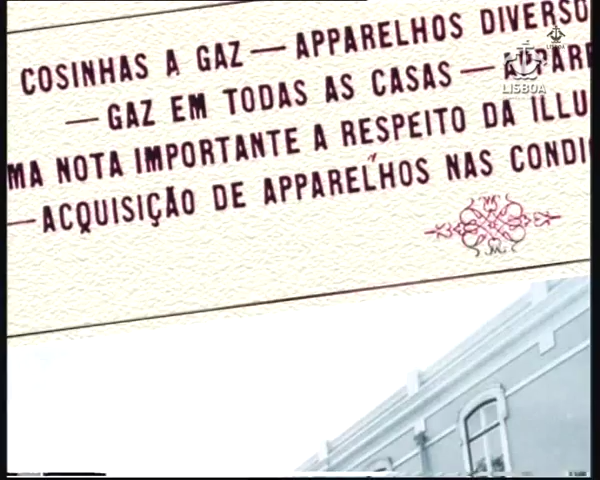 COSINHAS A GAZ — APPARELHOS DIVERSO
— GAZ EM TODAS AS CASAS —
MA NOTA IMPORTANTE A RESPEITO DA ILLU
— ACQUISIÇÃO DE APPARELHOS NAS CONDI
LISBOA
LISBOA